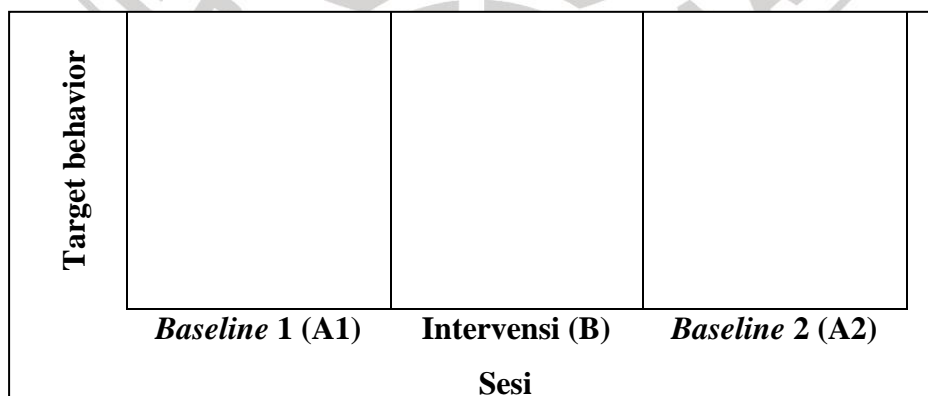 Target behavior
Baseline 1 (A1) Intervensi (B) Baseline 2 (A2)
Sesi